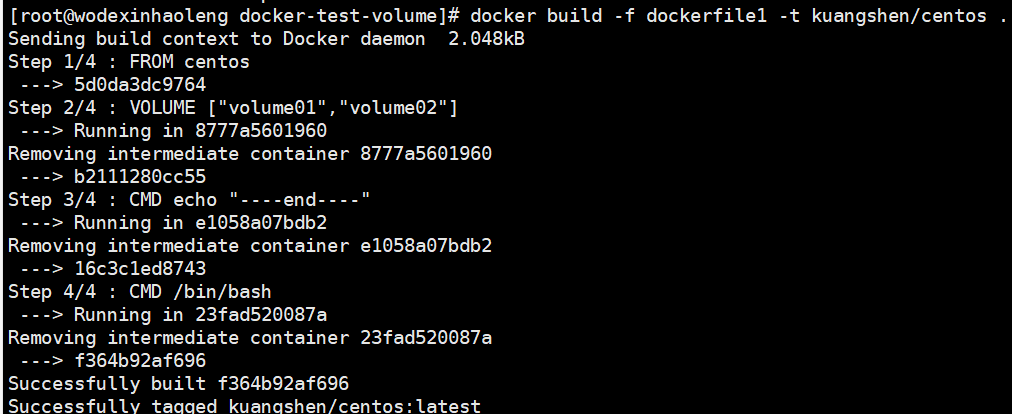 [root@wodexinhaoleng docker-test-volume]# docker build -f dockerfile1 -t kuangshen/centos .
Sending build context to Docker daemon  2.048kB
Step 1/4 : FROM centos
 ---> 5d0da3dc9764
Step 2/4 : VOLUME ["volume01","volume02"]
 ---> Running in 8777a5601960
Removing intermediate container 8777a5601960
 ---> b2111280cc55
Step 3/4 : CMD echo "----end----"
 ---> Running in e1058a07bdb2
Removing intermediate container e1058a07bdb2
 ---> 16c3c1ed8743
Step 4/4 : CMD /bin/bash
 ---> Running in 23fad520087a
Removing intermediate container 23fad520087a
 ---> f364b92af696
Successfully built f364b92af696
Successfully tagged kuangshen/centos:latest